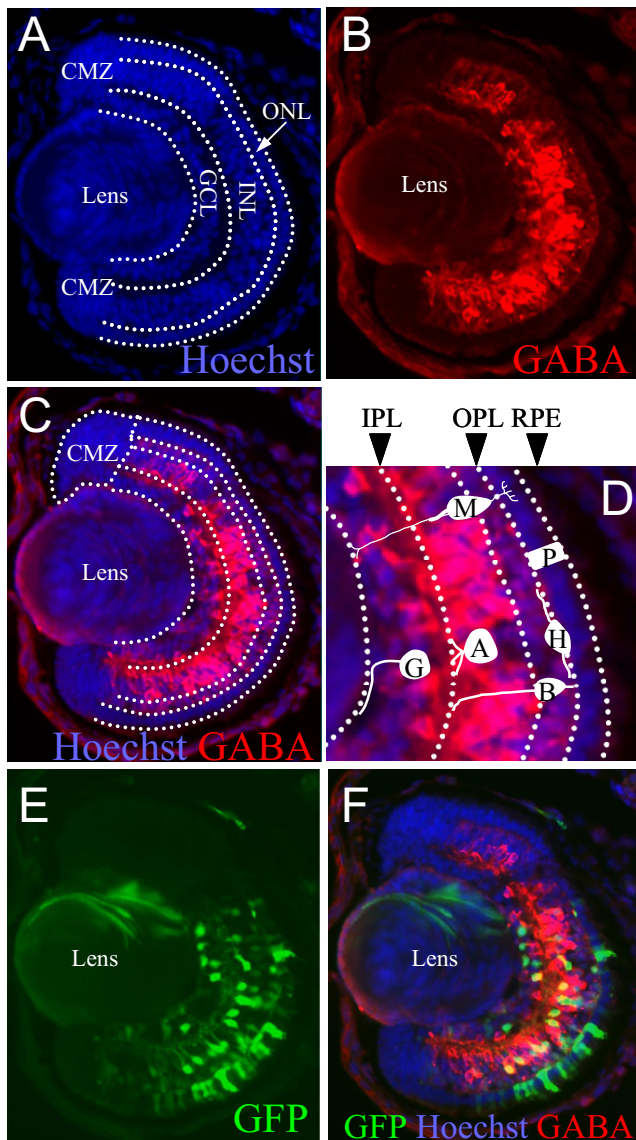 A
CMZ
ONL
Lens
GCL
INL
CMZ
Hoechst
B
Lens
GABA
C
CMZ
Lens
Hoechst GABA
IPL OPL RPE
D
M
P
H
G
A
B
E
Lens
GFP
F
Lens
GFP Hoechst GABA